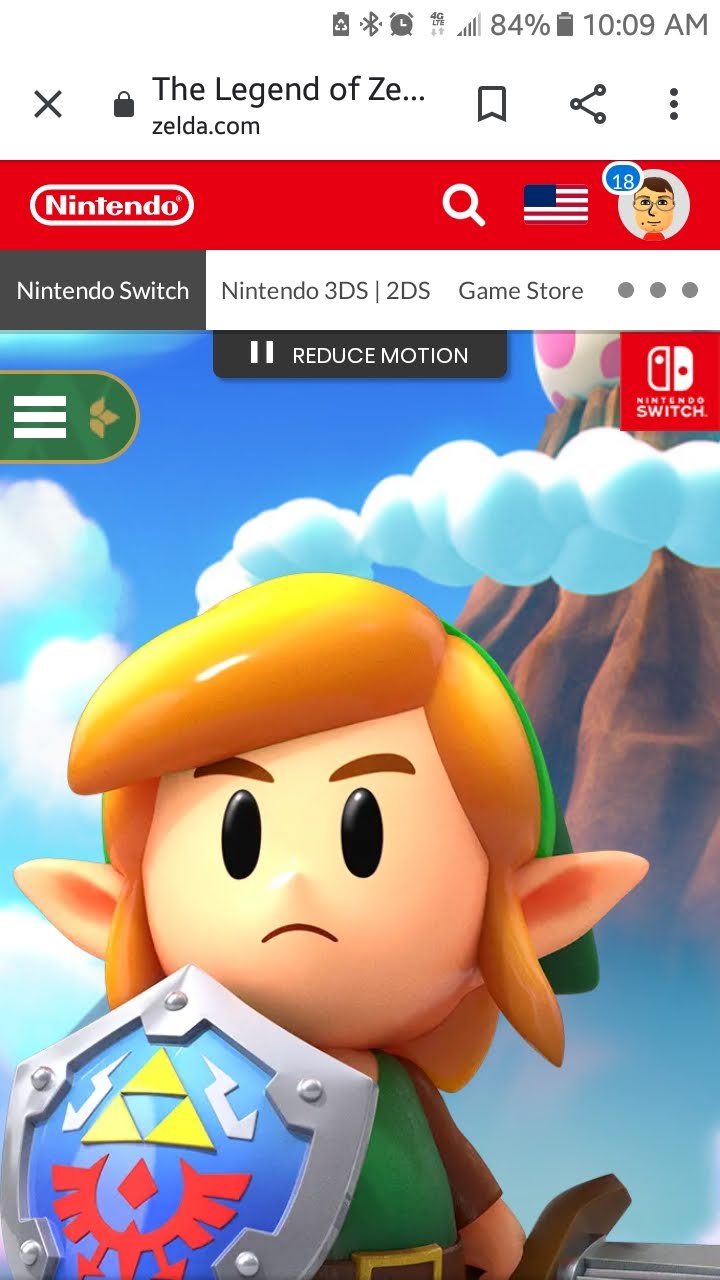 4G
LTE
84% 10:09 AM
The Legend of Ze...
zelda.com
Nintendo®
18
Nintendo Switch
Nintendo 3DS | 2DS
Game Store
REDUCE MOTION
NINTENDO
SWITCH.